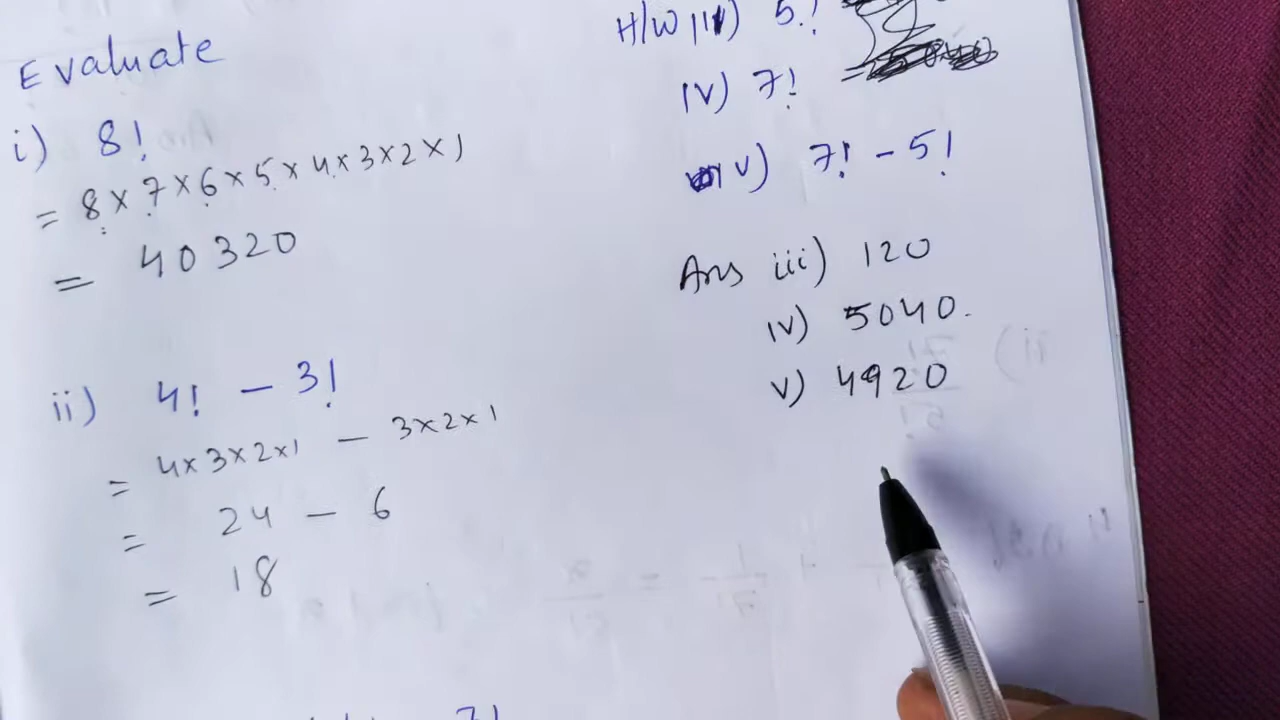 Evaluate
i) 8!
= 8 × 7 × 6 × 5 × 4 × 3 × 2 × 1
= 40320
ii) 4! - 3!
= 4×3×2×1 - 3×2×1
= 24 - 6
= 18
7!
H/W iii) 5!
IV) 7!
V) 7! - 5!
Ans iii) 120
IV) 5040.
V) 4920